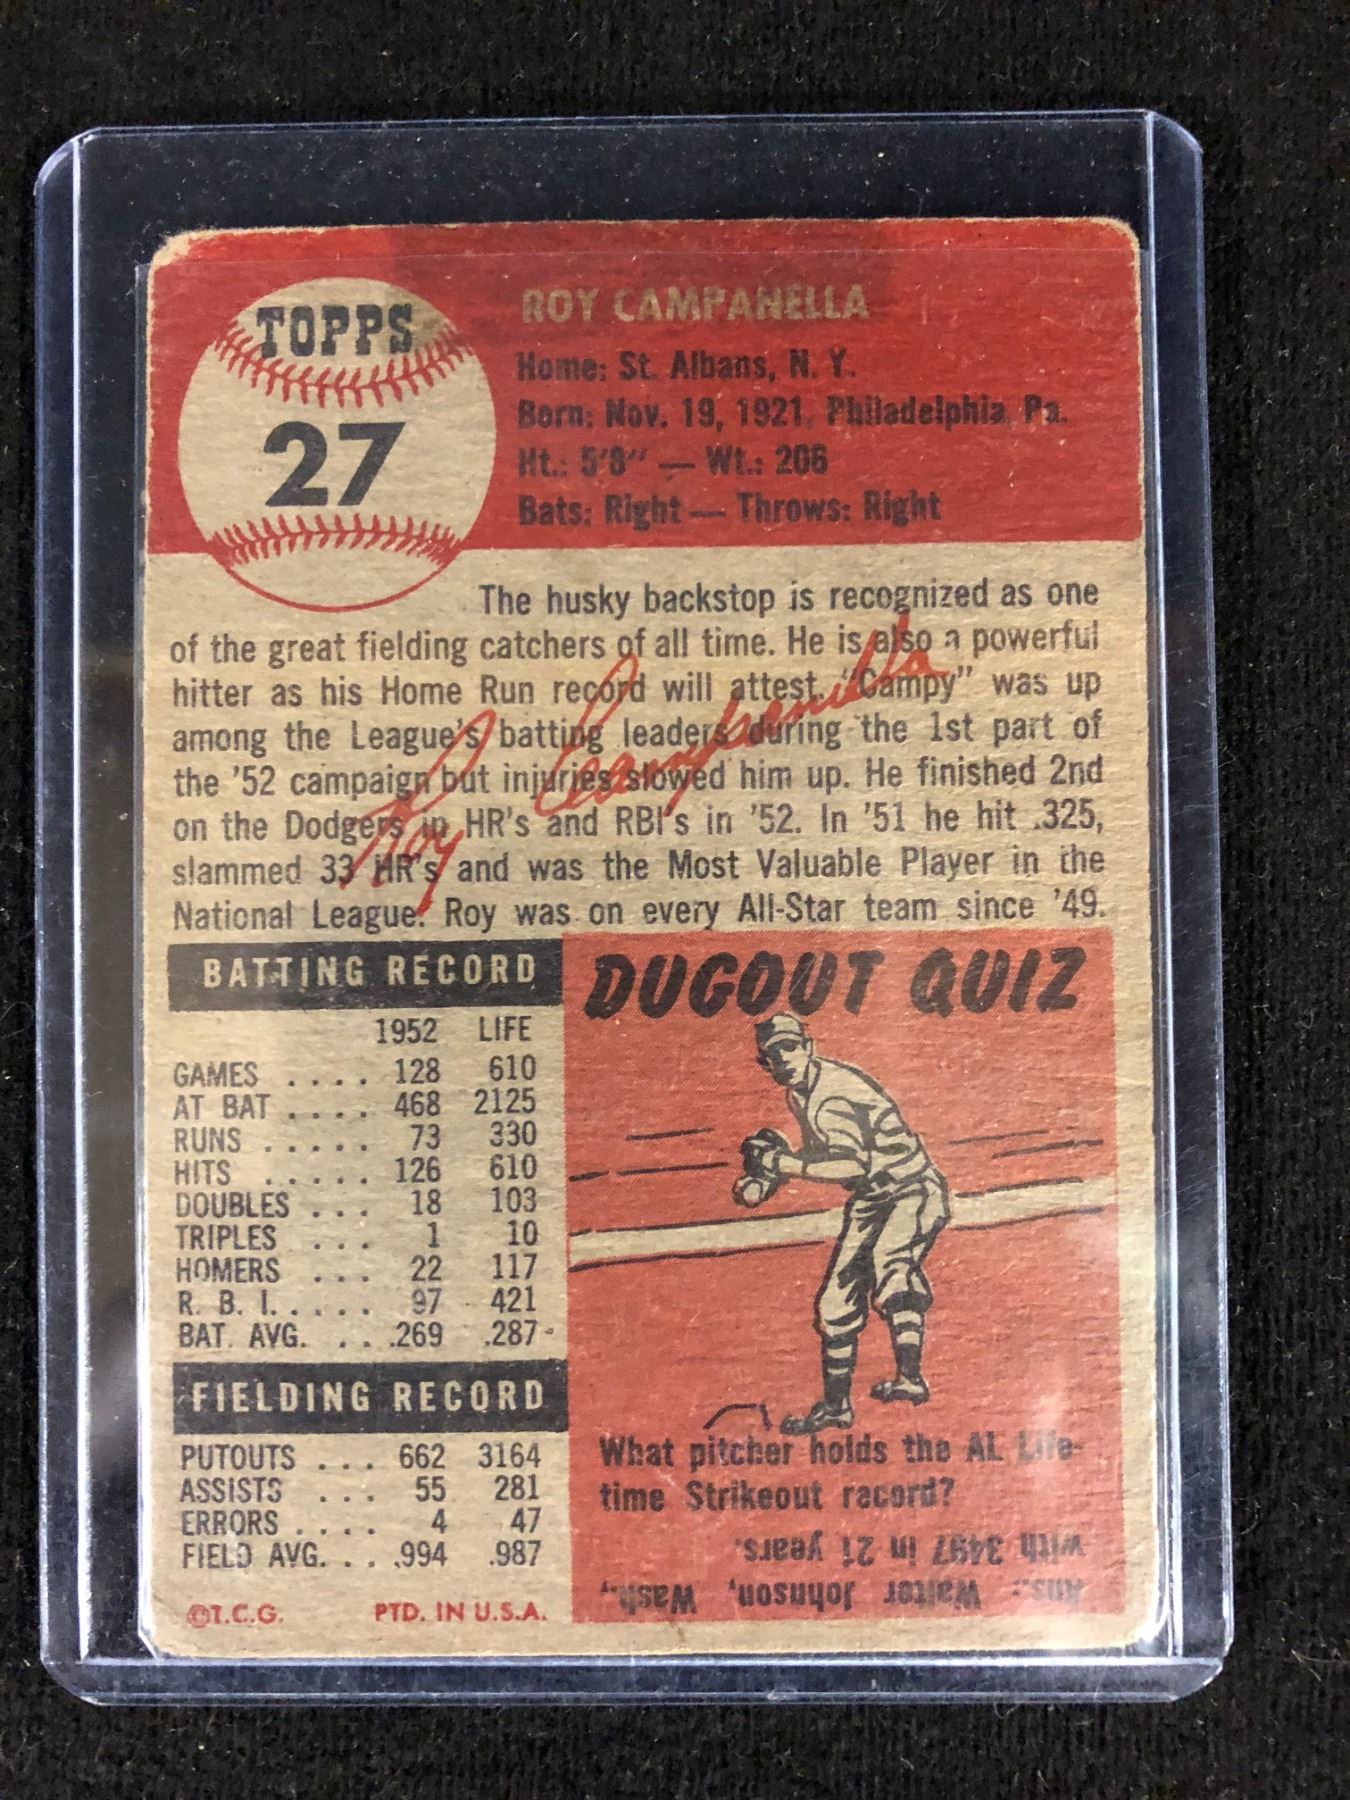 TOPPS
27
ROY CAMPANELLA
Home: St. Albans, N. Y.
Born: Nov. 19, 1921, Philadelphia, Pa.
Ht.: 5'8" — Wt.: 206
Bats: Right — Throws: Right
The husky backstop is recognized as one
of the great fielding catchers of all time. He is also a powerful
hitter as his Home Run record will attest. "Campy" was up
among the League's batting leaders during the 1st part of
the '52 campaign but injuries slowed him up. He finished 2nd
on the Dodgers in HR's and RBI's in '52. In '51 he hit .325,
slammed 33 HR's and was the Most Valuable Player in the
National League. Roy was on every All-Star team since '49.
Roy Campanella
BATTING RECORD
1952 LIFE
GAMES .... 128 610
AT BAT .... 468 2125
RUNS ..... 73 330
HITS ..... 126 610
DOUBLES ... 18 103
TRIPLES ... 1 10
HOMERS ... 22 117
R. B. I. .... 97 421
BAT. AVG. ... .269 .287
FIELDING RECORD
PUTOUTS ... 662 3164
ASSISTS ... 55 281
ERRORS .... 4 47
FIELD AVG. ... .994 .987
©T.C.G. PTD. IN U.S.A.
DUGOUT QUIZ
What pitcher holds the AL Life-
time Strikeout record?
Ans.: Walter Johnson, Wash.,
with 3497 in 21 years.